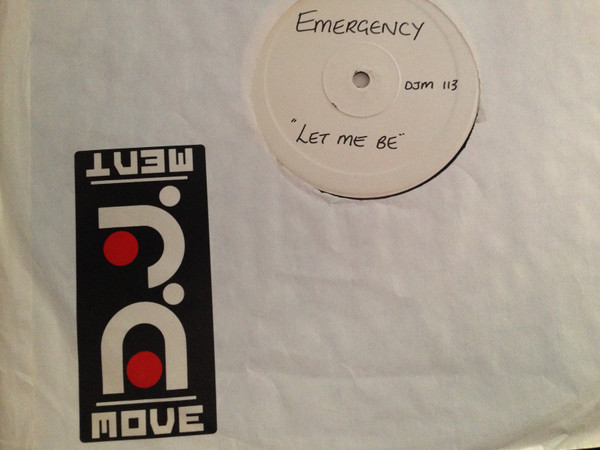 EMERGENCY
DJM 113
"LET ME BE"
MENT
D.J.
MOVE